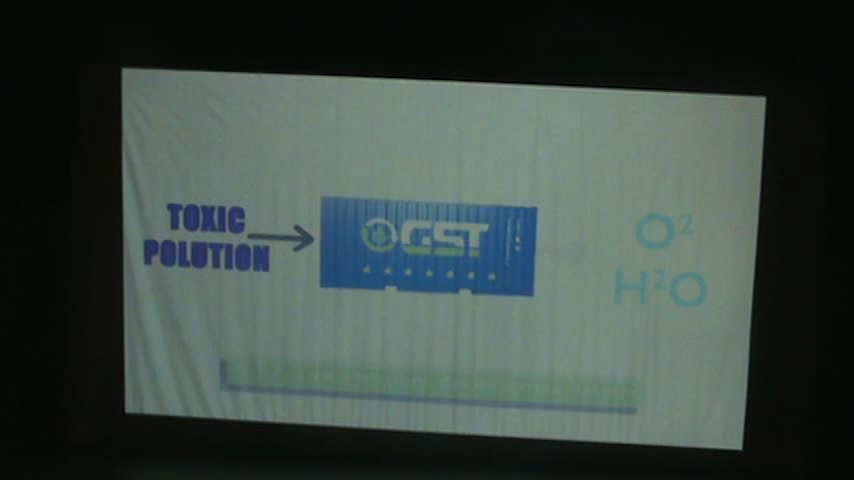 TOXIC
POLUTION
GST
O²
H²O